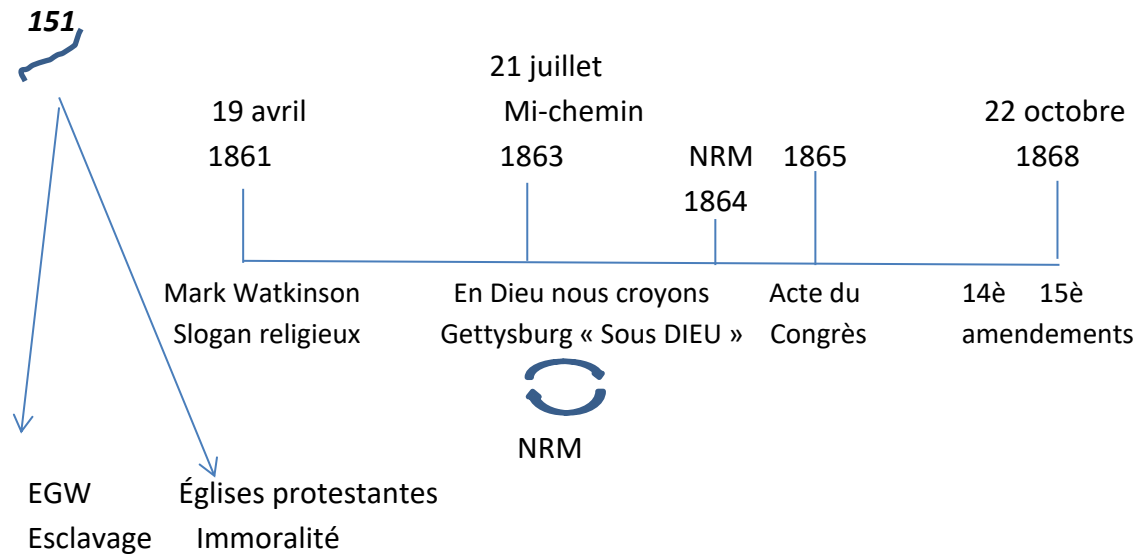 151
21 juillet
19 avril Mi-chemin 22 octobre
1861 1863 NRM 1865 1868
1864
Mark Watkinson En Dieu nous croyons Acte du 14è 15è
Slogan religieux Gettysburg « Sous DIEU » Congrès amendements
NRM
EGW Églises protestantes
Esclavage Immoralité